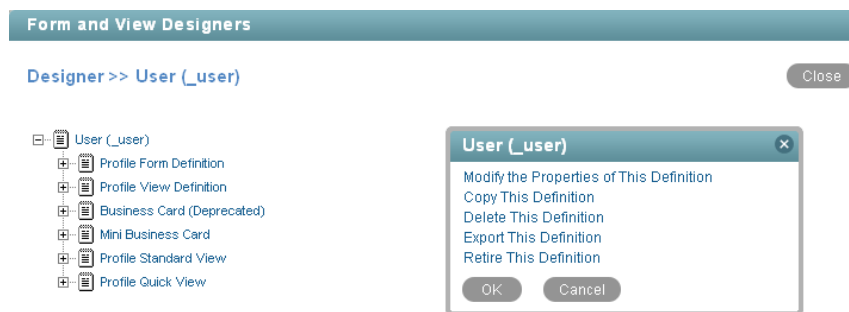 Form and View Designers
Designer >> User (_user)
Close
User (_user)
Profile Form Definition
Profile View Definition
Business Card (Deprecated)
Mini Business Card
Profile Standard View
Profile Quick View
User (_user)
Modify the Properties of This Definition
Copy This Definition
Delete This Definition
Export This Definition
Retire This Definition
OK Cancel